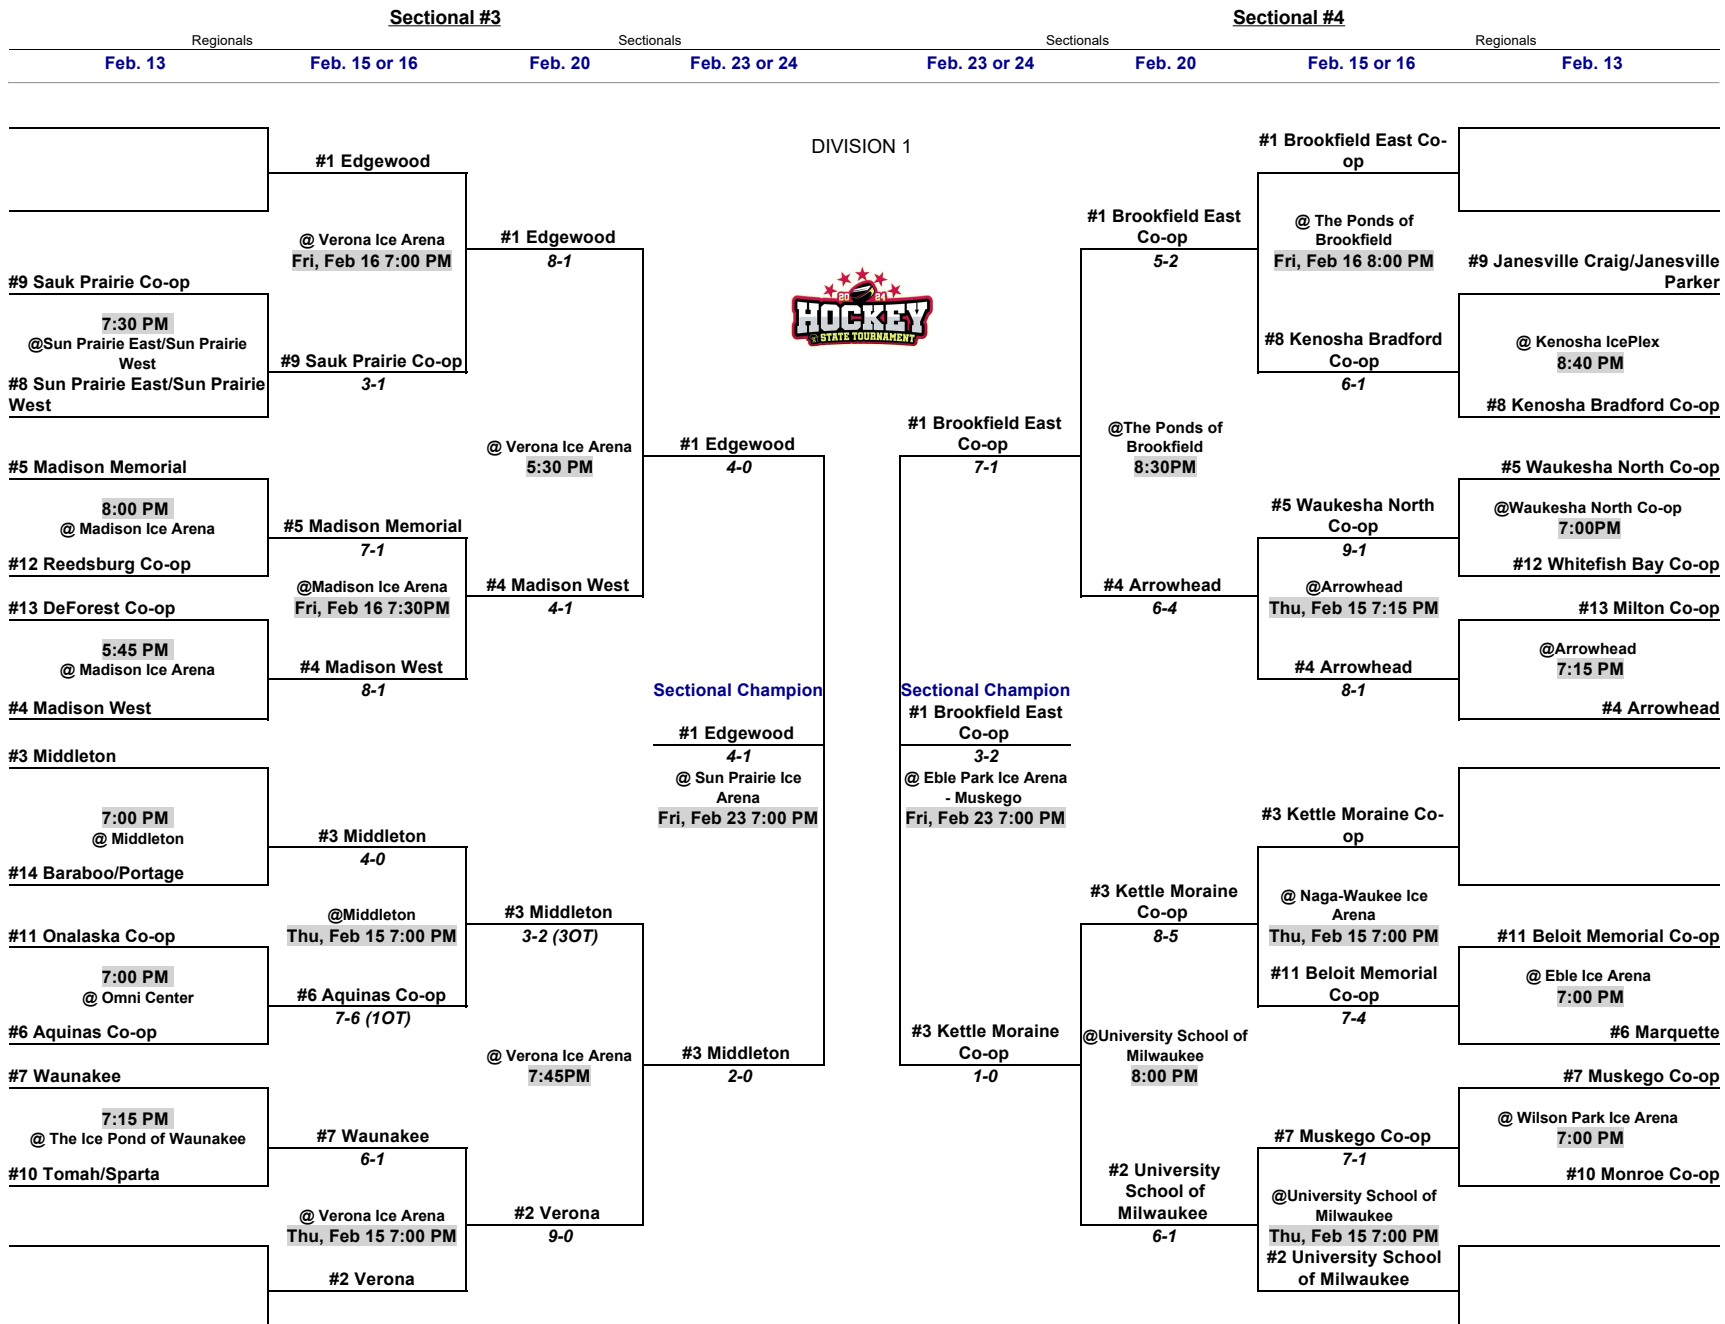 Sectional #3
Sectional #4
Regionals
Sectionals
Sectionals
Regionals
Feb. 13
Feb. 15 or 16
Feb. 20
Feb. 23 or 24
Feb. 23 or 24
Feb. 20
Feb. 15 or 16
Feb. 13
DIVISION 1
2024
HOCKEY
STATE TOURNAMENT
#9 Sauk Prairie Co-op
7:30 PM
@Sun Prairie East/Sun Prairie
West
#8 Sun Prairie East/Sun Prairie
West
#5 Madison Memorial
8:00 PM
@ Madison Ice Arena
#12 Reedsburg Co-op
#13 DeForest Co-op
5:45 PM
@ Madison Ice Arena
#4 Madison West
#3 Middleton
7:00 PM
@ Middleton
#14 Baraboo/Portage
#11 Onalaska Co-op
7:00 PM
@ Omni Center
#6 Aquinas Co-op
#7 Waunakee
7:15 PM
@ The Ice Pond of Waunakee
#10 Tomah/Sparta
#1 Edgewood
@ Verona Ice Arena
Fri, Feb 16 7:00 PM
#9 Sauk Prairie Co-op
3-1
#5 Madison Memorial
7-1
@Madison Ice Arena
Fri, Feb 16 7:30PM
#4 Madison West
8-1
#3 Middleton
4-0
@Middleton
Thu, Feb 15 7:00 PM
#6 Aquinas Co-op
7-6 (1OT)
#7 Waunakee
6-1
@ Verona Ice Arena
Thu, Feb 15 7:00 PM
#2 Verona
#1 Edgewood
8-1
@ Verona Ice Arena
5:30 PM
#4 Madison West
4-1
#3 Middleton
3-2 (3OT)
@ Verona Ice Arena
7:45PM
#2 Verona
9-0
#1 Edgewood
4-0
Sectional Champion
#1 Edgewood
4-1
@ Sun Prairie Ice
Arena
Fri, Feb 23 7:00 PM
#3 Middleton
2-0
#1 Brookfield East
Co-op
7-1
Sectional Champion
#1 Brookfield East
Co-op
3-2
@ Eble Park Ice Arena
- Muskego
Fri, Feb 23 7:00 PM
#3 Kettle Moraine
Co-op
1-0
#1 Brookfield East
Co-op
5-2
@The Ponds of
Brookfield
8:30PM
#4 Arrowhead
6-4
#3 Kettle Moraine
Co-op
8-5
@University School of
Milwaukee
8:00 PM
#2 University
School of
Milwaukee
6-1
#1 Brookfield East Co-
op
@ The Ponds of
Brookfield
Fri, Feb 16 8:00 PM
#8 Kenosha Bradford
Co-op
6-1
#5 Waukesha North
Co-op
9-1
@Arrowhead
Thu, Feb 15 7:15 PM
#4 Arrowhead
8-1
#3 Kettle Moraine Co-
op
@ Naga-Waukee Ice
Arena
Thu, Feb 15 7:00 PM
#11 Beloit Memorial
Co-op
7-4
#7 Muskego Co-op
7-1
@University School of
Milwaukee
Thu, Feb 15 7:00 PM
#2 University School
of Milwaukee
#9 Janesville Craig/Janesville
Parker
@ Kenosha IcePlex
8:40 PM
#8 Kenosha Bradford Co-op
#5 Waukesha North Co-op
@Waukesha North Co-op
7:00PM
#12 Whitefish Bay Co-op
#13 Milton Co-op
@Arrowhead
7:15 PM
#4 Arrowhead
#11 Beloit Memorial Co-op
@ Eble Ice Arena
7:00 PM
#6 Marquette
#7 Muskego Co-op
@ Wilson Park Ice Arena
7:00 PM
#10 Monroe Co-op